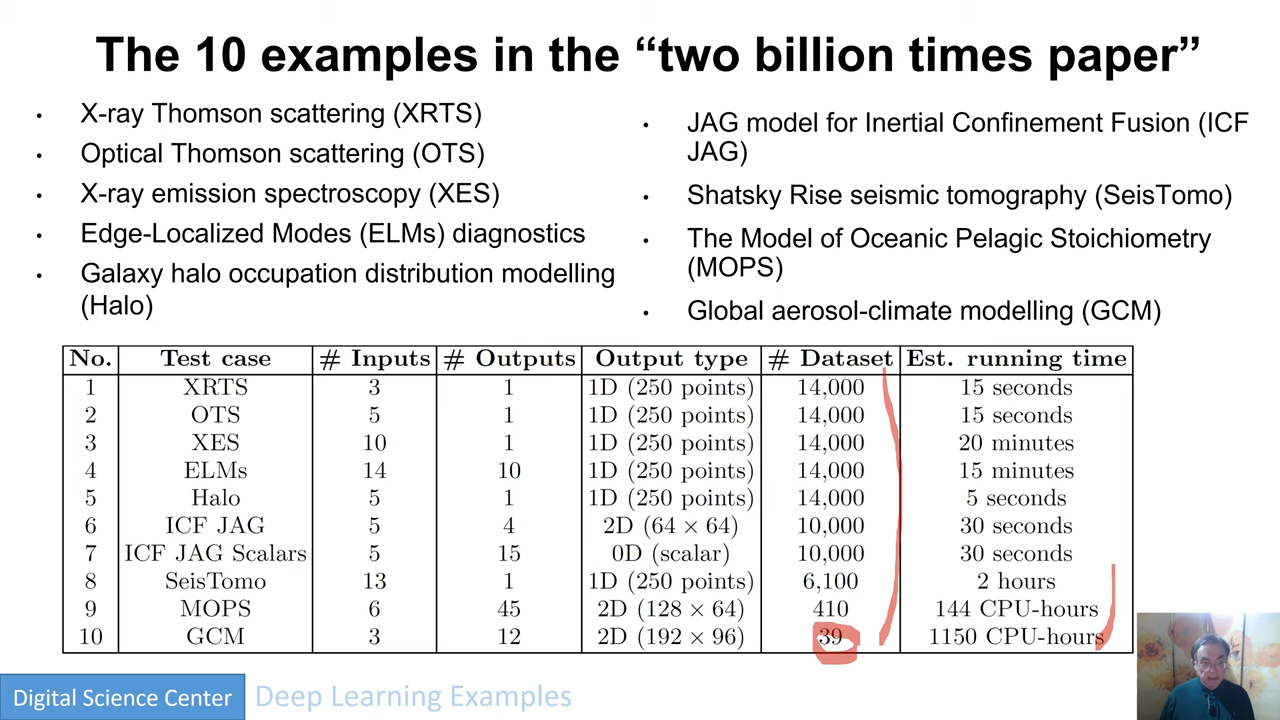 The 10 examples in the “two billion times paper”
• X-ray Thomson scattering (XRTS)
• Optical Thomson scattering (OTS)
• X-ray emission spectroscopy (XES)
• Edge-Localized Modes (ELMs) diagnostics
• Galaxy halo occupation distribution modelling
(Halo)
• JAG model for Inertial Confinement Fusion (ICF
JAG)
• Shatsky Rise seismic tomography (SeisTomo)
• The Model of Oceanic Pelagic Stoichiometry
(MOPS)
• Global aerosol-climate modelling (GCM)
No. Test case # Inputs # Outputs Output type # Dataset Est. running time
1 XRTS 3 1 1D (250 points) 14,000 15 seconds
2 OTS 5 1 1D (250 points) 14,000 15 seconds
3 XES 10 1 1D (250 points) 14,000 20 minutes
4 ELMs 14 10 1D (250 points) 14,000 15 minutes
5 Halo 5 1 1D (250 points) 14,000 5 seconds
6 ICF JAG 5 4 2D (64 × 64) 10,000 30 seconds
7 ICF JAG Scalars 5 15 0D (scalar) 10,000 30 seconds
8 SeisTomo 13 1 1D (250 points) 6,100 2 hours
9 MOPS 6 45 2D (128 × 64) 410 144 CPU-hours
10 GCM 3 12 2D (192 × 96) 39 1150 CPU-hours
Digital Science Center Deep Learning Examples